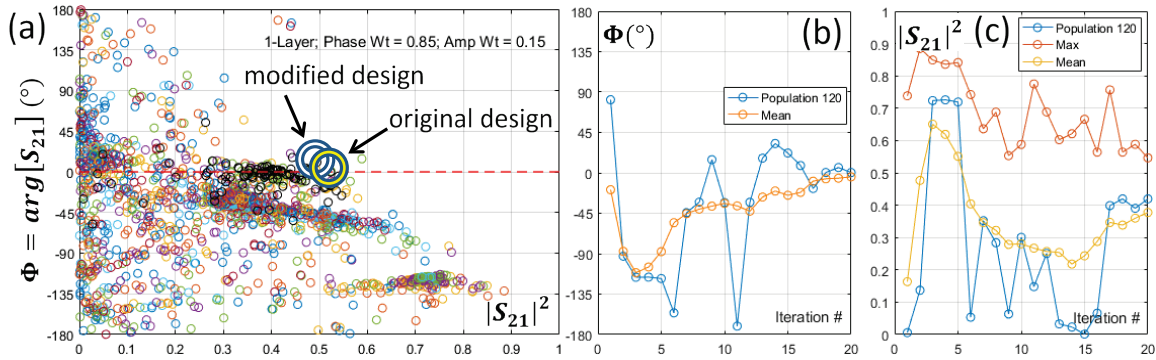 (a)
Φ = arg[S₂₁](°)
180
135
90
45
0
-45
-90
-135
-180
1-Layer; Phase Wt = 0.85; Amp Wt = 0.15
modified design
original design
|S₂₁|²
0 0.1 0.2 0.3 0.4 0.5 0.6 0.7 0.8 0.9 1
(b)
Φ(°)
180
135
90
45
0
-45
-90
-135
-180
Population 120
Mean
Iteration #
0 5 10 15 20
(c)
|S₂₁|²
1
0.9
0.8
0.7
0.6
0.5
0.4
0.3
0.2
0.1
0
Population 120
Max
Mean
Iteration #
0 5 10 15 20